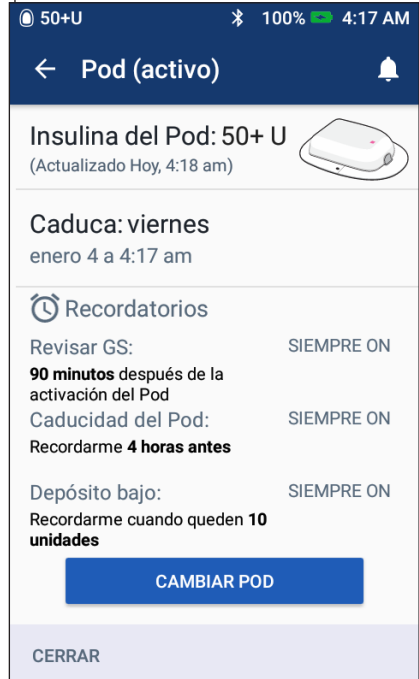 50+U 100% 4:17 AM
Pod (activo)
Insulina del Pod: 50+ U
(Actualizado Hoy, 4:18 am)
Caduca: viernes
enero 4 a 4:17 am
Recordatorios
Revisar GS: SIEMPRE ON
90 minutos después de la
activación del Pod
Caducidad del Pod: SIEMPRE ON
Recordarme 4 horas antes
Depósito bajo: SIEMPRE ON
Recordarme cuando queden 10
unidades
CAMBIAR POD
CERRAR